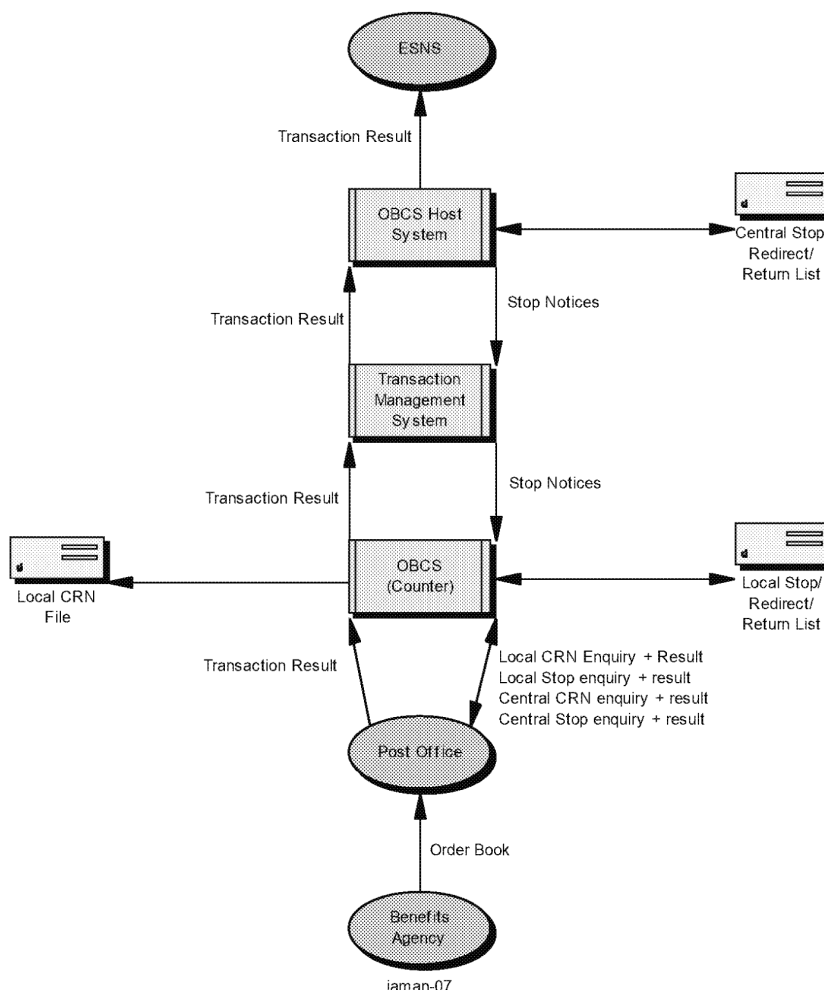 ESNS
Transaction Result
OBCS Host
System
Central Stop/
Redirect/
Return List
Transaction Result
Stop Notices
Transaction
Management
System
Transaction Result
Stop Notices
Local CRN
File
OBCS
(Counter)
Local Stop/
Redirect/
Return List
Transaction Result
Local CRN Enquiry + Result
Local Stop enquiry + result
Central CRN enquiry + result
Central Stop enquiry + result
Post Office
Order Book
Benefits
Agency
iaman-07